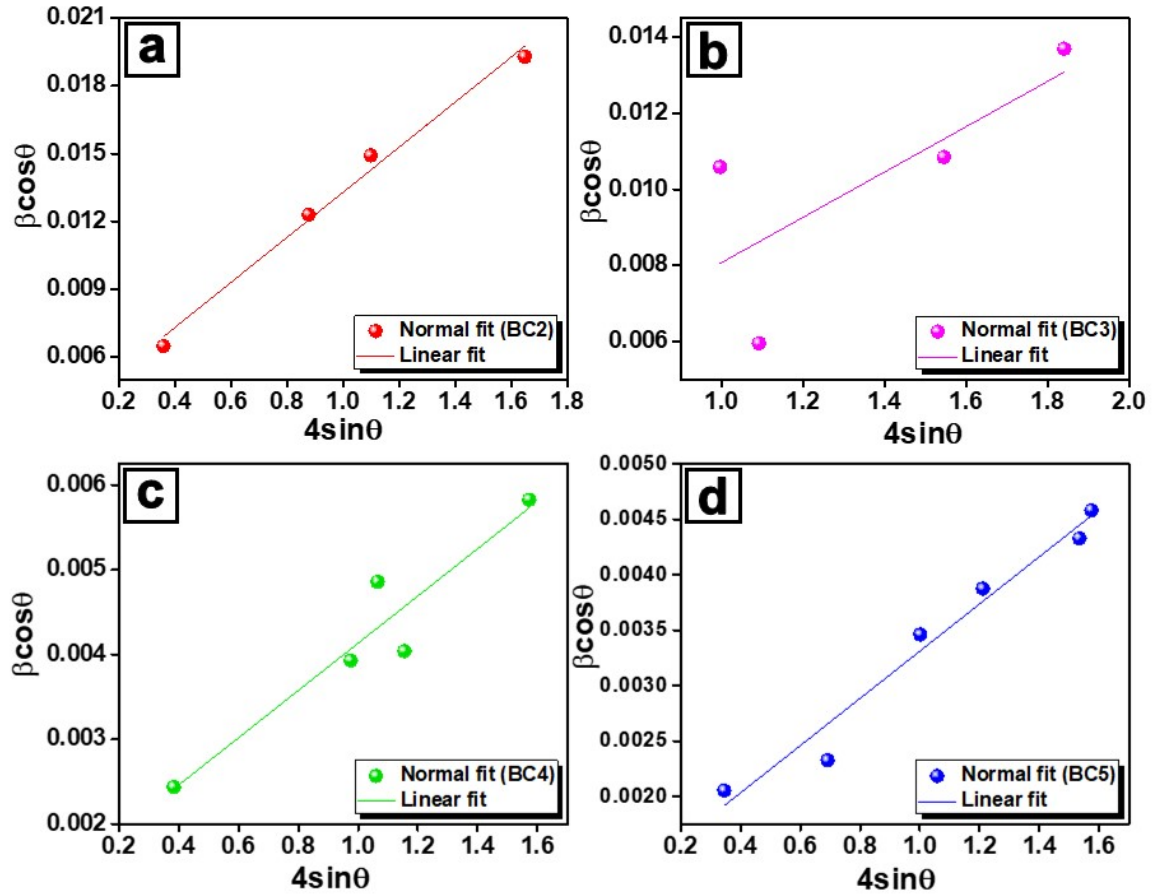 a
0.021
0.018
0.015
0.012
0.009
0.006
βcosθ
0.2 0.4 0.6 0.8 1.0 1.2 1.4 1.6 1.8
4sinθ
Normal fit (BC2)
Linear fit
b
0.014
0.012
0.010
0.008
0.006
βcosθ
1.0 1.2 1.4 1.6 1.8 2.0
4sinθ
Normal fit (BC3)
Linear fit
c
0.006
0.005
0.004
0.003
0.002
βcosθ
0.2 0.4 0.6 0.8 1.0 1.2 1.4 1.6
4sinθ
Normal fit (BC4)
Linear fit
d
0.0050
0.0045
0.0040
0.0035
0.0030
0.0025
0.0020
βcosθ
0.2 0.4 0.6 0.8 1.0 1.2 1.4 1.6
4sinθ
Normal fit (BC5)
Linear fit